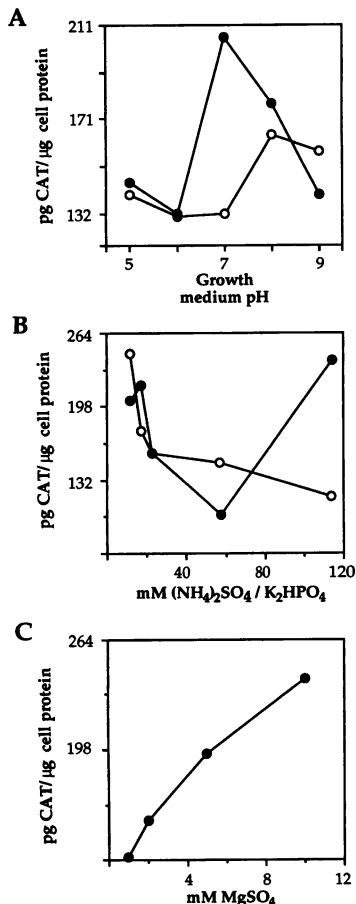 A
pg CAT/µg cell protein
211
171
132
5 7 9
Growth
medium pH
B
pg CAT/µg cell protein
264
198
132
40 80 120
mM (NH4)2SO4 / K2HPO4
C
pg CAT/µg cell protein
264
198
4 8 12
mM MgSO4